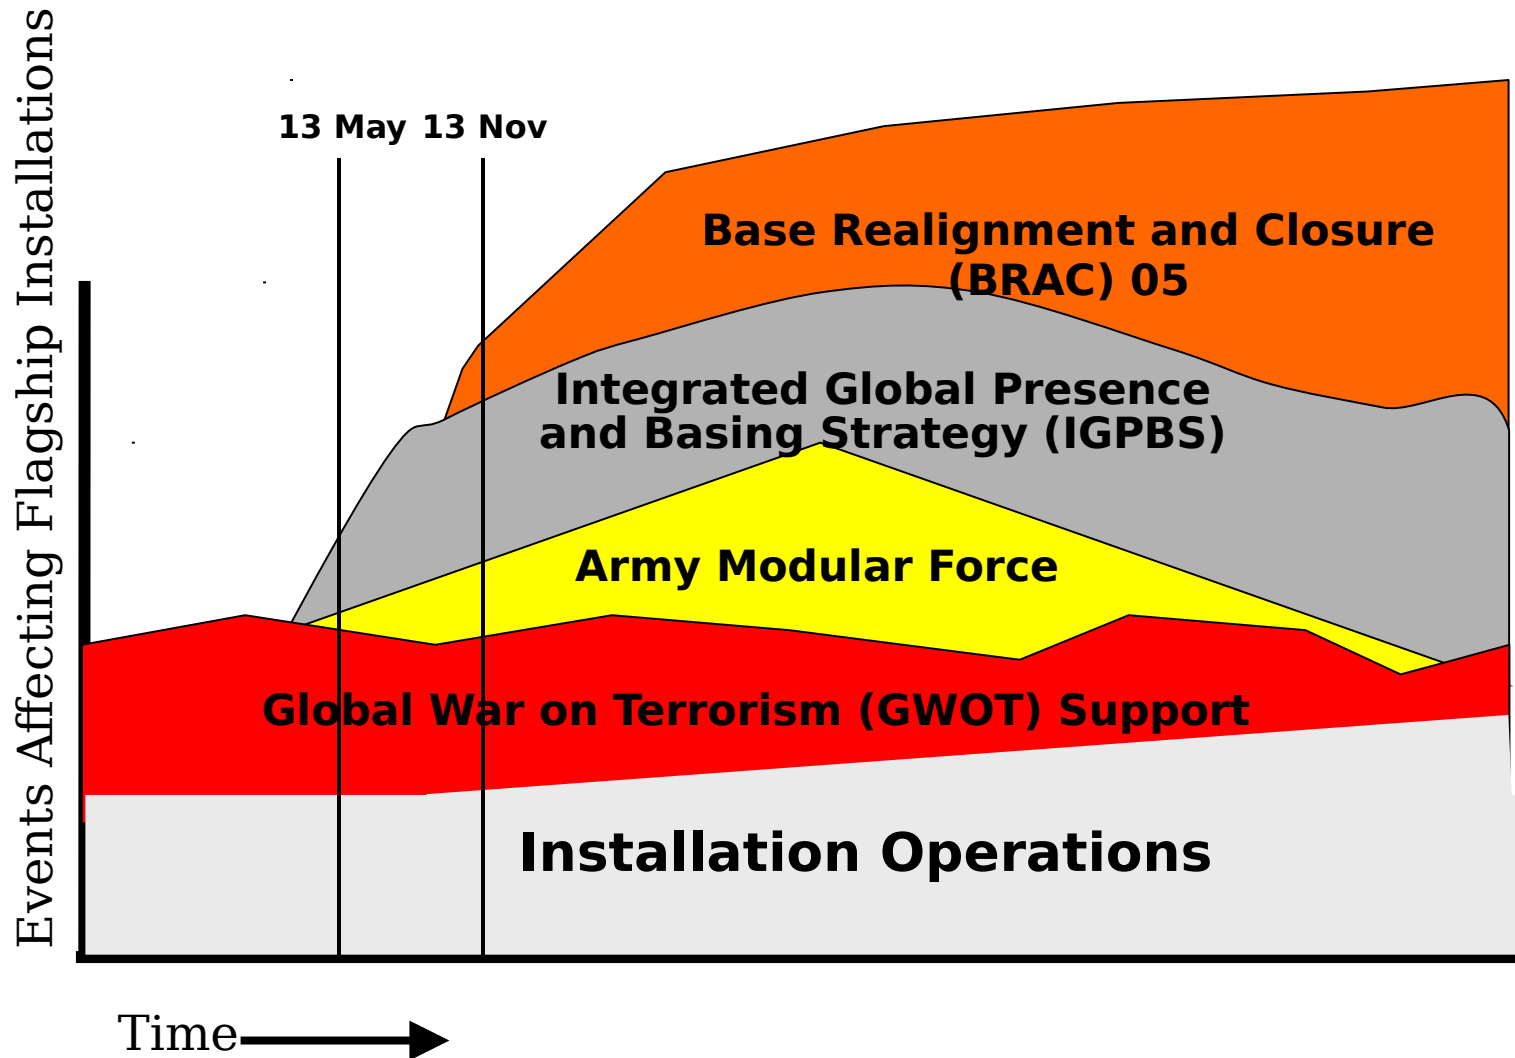 Events Affecting Flagship Installations
13 May 13 Nov
Base Realignment and Closure
(BRAC) 05
Integrated Global Presence
and Basing Strategy (IGPBS)
Army Modular Force
Global War on Terrorism (GWOT) Support
Installation Operations
Time